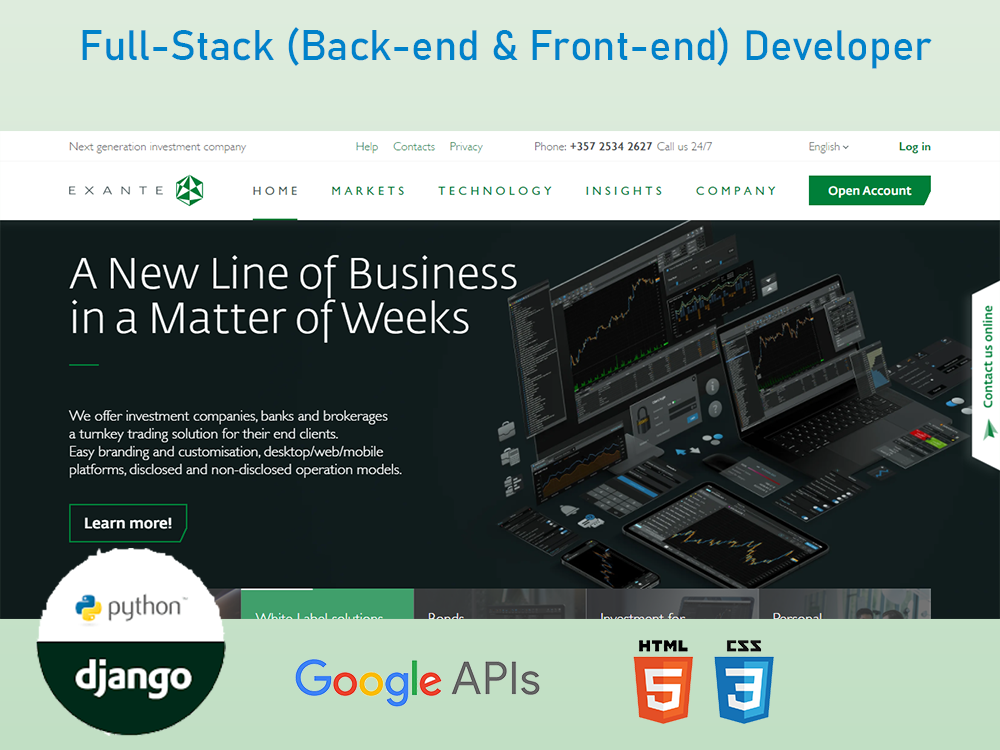 Full-Stack (Back-end & Front-end) Developer
Next generation investment company Help Contacts Privacy Phone: +357 2534 2627 Call us 24/7 English Log in
EXANTE HOME MARKETS TECHNOLOGY INSIGHTS COMPANY Open Account
A New Line of Business
in a Matter of Weeks
Contact us online
We offer investment companies, banks and brokerages
a turnkey trading solution for their end clients.
Easy branding and customisation, desktop/web/mobile
platforms, disclosed and non-disclosed operation models.
Learn more!
White Label solutions Bonds Investment for Personal
python™
django
Google APIs
HTML
5
CSS
3